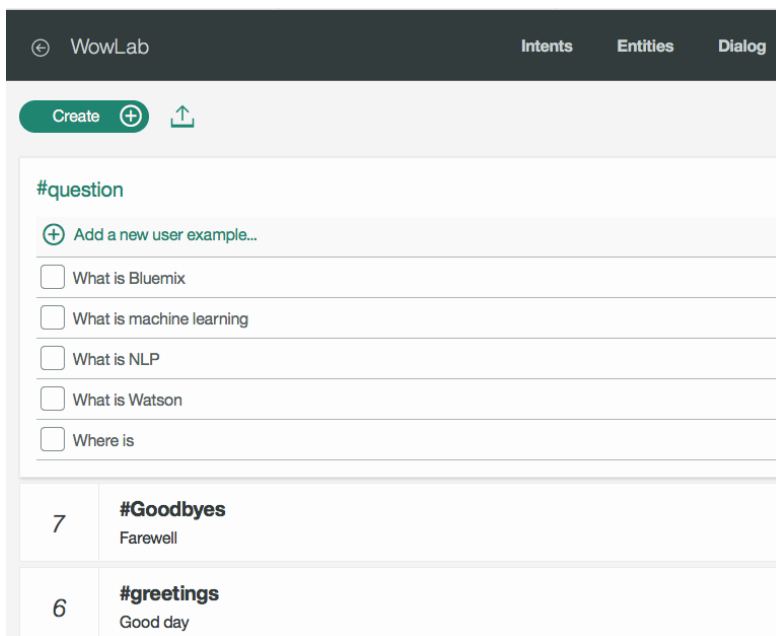 WowLab Intents Entities Dialog
Create
#question
Add a new user example...
What is Bluemix
What is machine learning
What is NLP
What is Watson
Where is
7 #Goodbyes
Farewell
6 #greetings
Good day